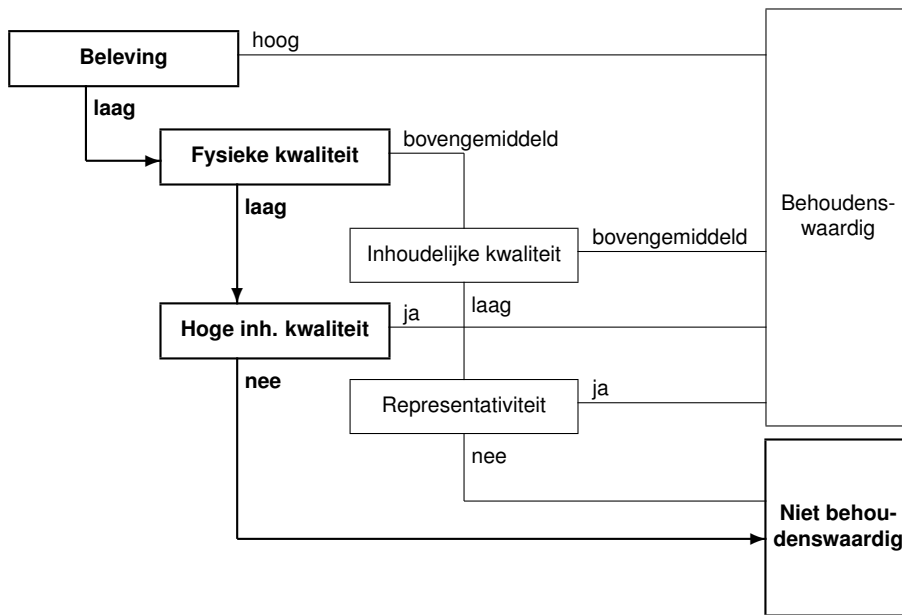 hoog
Beleving
laag
bovengemiddeld
Fysieke kwaliteit
laag
Behoudens-
waardig
bovengemiddeld
Inhoudelijke kwaliteit
laag
ja
Hoge inh. kwaliteit
nee
ja
Representativiteit
nee
Niet behou-
denswaardig